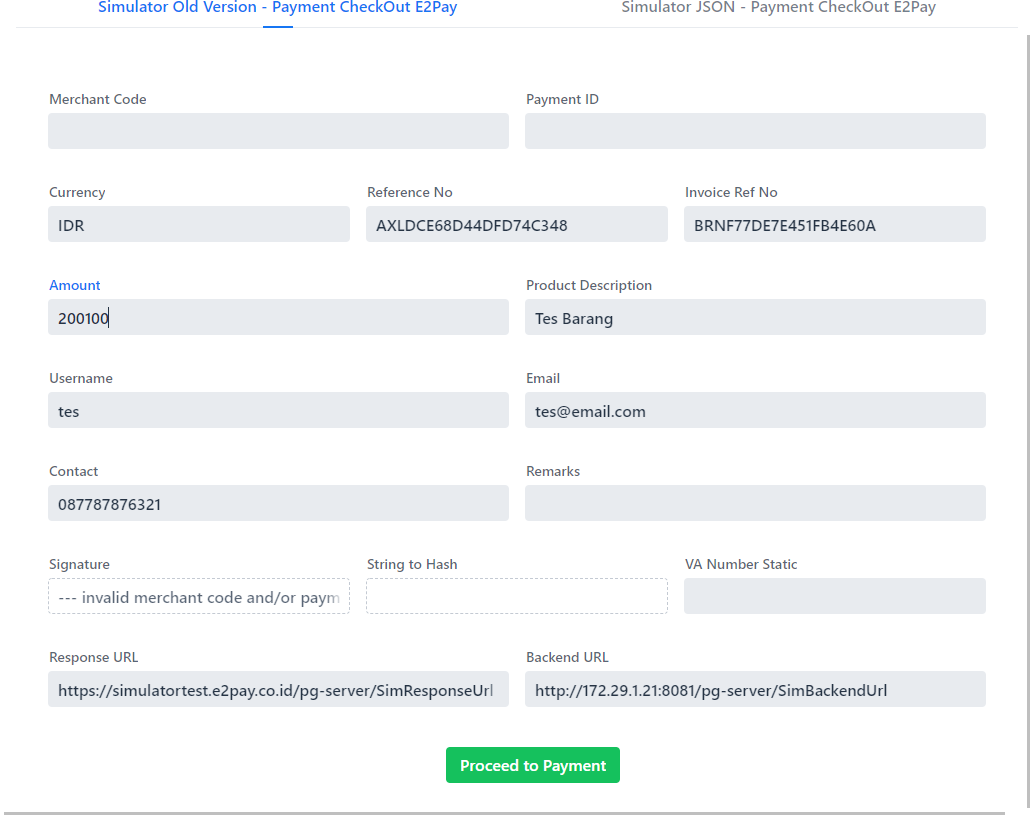 Simulator Old Version - Payment CheckOut E2Pay
Simulator JSON - Payment CheckOut E2Pay
Merchant Code
Payment ID
Currency
Reference No
Invoice Ref No
IDR
AXLDCE68D44DFD74C348
BRNF77DE7E451FB4E60A
Amount
Product Description
200100
Tes Barang
Username
Email
tes
tes@email.com
Contact
Remarks
087787876321
Signature
String to Hash
VA Number Static
--- invalid merchant code and/or paym
Response URL
Backend URL
https://simulatortest.e2pay.co.id/pg-server/SimResponseUrl
http://172.29.1.21:8081/pg-server/SimBackendUrl
Proceed to Payment